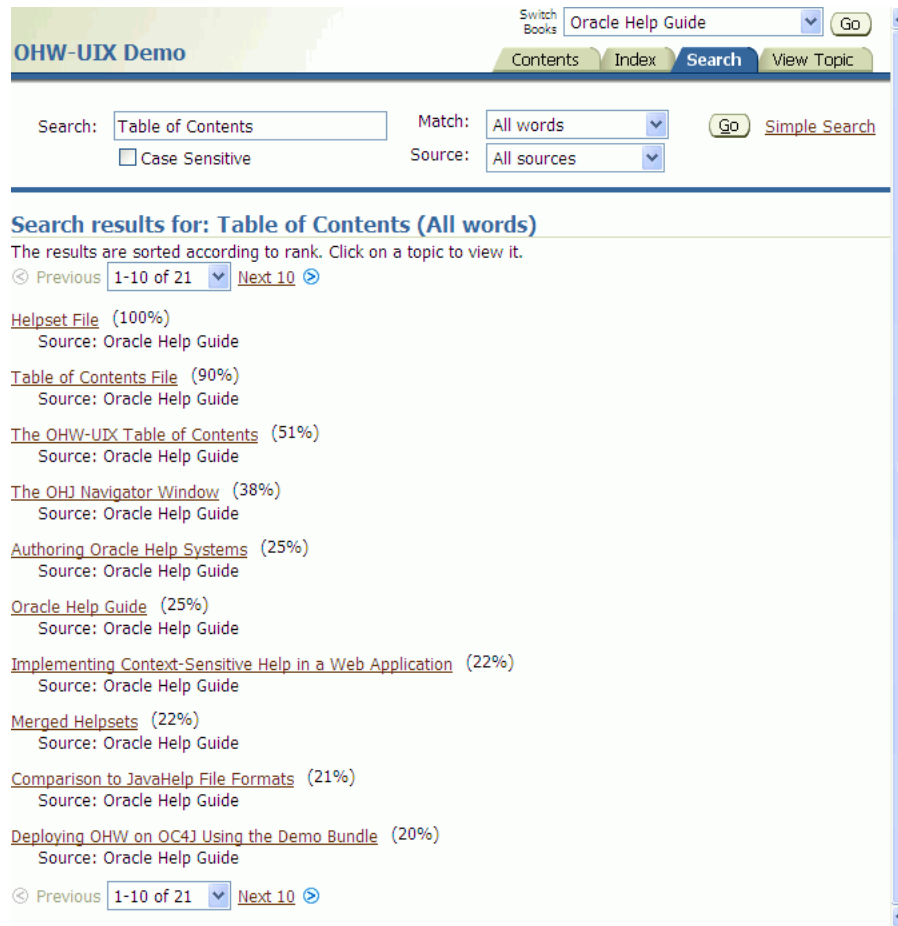 Switch Books Oracle Help Guide Go
OHW-UIX Demo
Contents Index Search View Topic
Search: Table of Contents Match: All words Go Simple Search
Case Sensitive Source: All sources
Search results for: Table of Contents (All words)
The results are sorted according to rank. Click on a topic to view it.
Previous 1-10 of 21 Next 10
Helpset File (100%)
Source: Oracle Help Guide
Table of Contents File (90%)
Source: Oracle Help Guide
The OHW-UIX Table of Contents (51%)
Source: Oracle Help Guide
The OHJ Navigator Window (38%)
Source: Oracle Help Guide
Authoring Oracle Help Systems (25%)
Source: Oracle Help Guide
Oracle Help Guide (25%)
Source: Oracle Help Guide
Implementing Context-Sensitive Help in a Web Application (22%)
Source: Oracle Help Guide
Merged Helpsets (22%)
Source: Oracle Help Guide
Comparison to JavaHelp File Formats (21%)
Source: Oracle Help Guide
Deploying OHW on OC4J Using the Demo Bundle (20%)
Source: Oracle Help Guide
Previous 1-10 of 21 Next 10